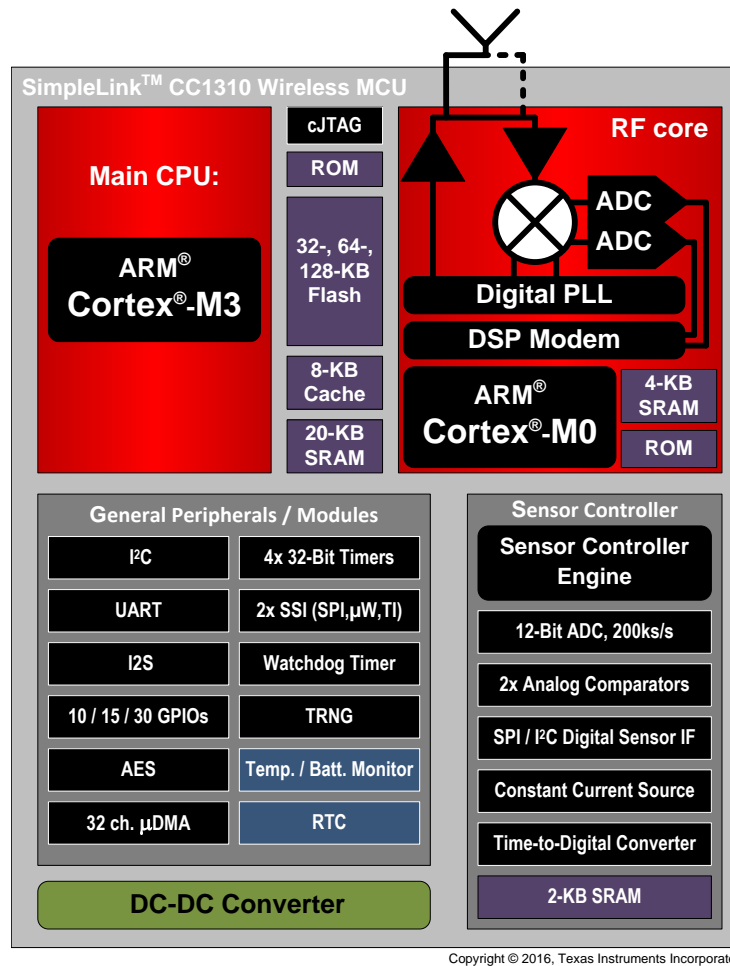 SimpleLink™ CC1310 Wireless MCU
Main CPU:
ARM®
Cortex®-M3
cJTAG
ROM
32-, 64-,
128-KB
Flash
8-KB
Cache
20-KB
SRAM
RF core
ADC
ADC
Digital PLL
DSP Modem
ARM®
Cortex®-M0
4-KB
SRAM
ROM
General Peripherals / Modules
I²C
4x 32-Bit Timers
UART
2x SSI (SPI,µW,TI)
I2S
Watchdog Timer
10 / 15 / 30 GPIOs
TRNG
AES
Temp. / Batt. Monitor
32 ch. µDMA
RTC
Sensor Controller
Sensor Controller
Engine
12-Bit ADC, 200ks/s
2x Analog Comparators
SPI / I²C Digital Sensor IF
Constant Current Source
Time-to-Digital Converter
2-KB SRAM
DC-DC Converter
Copyright © 2016, Texas Instruments Incorporate